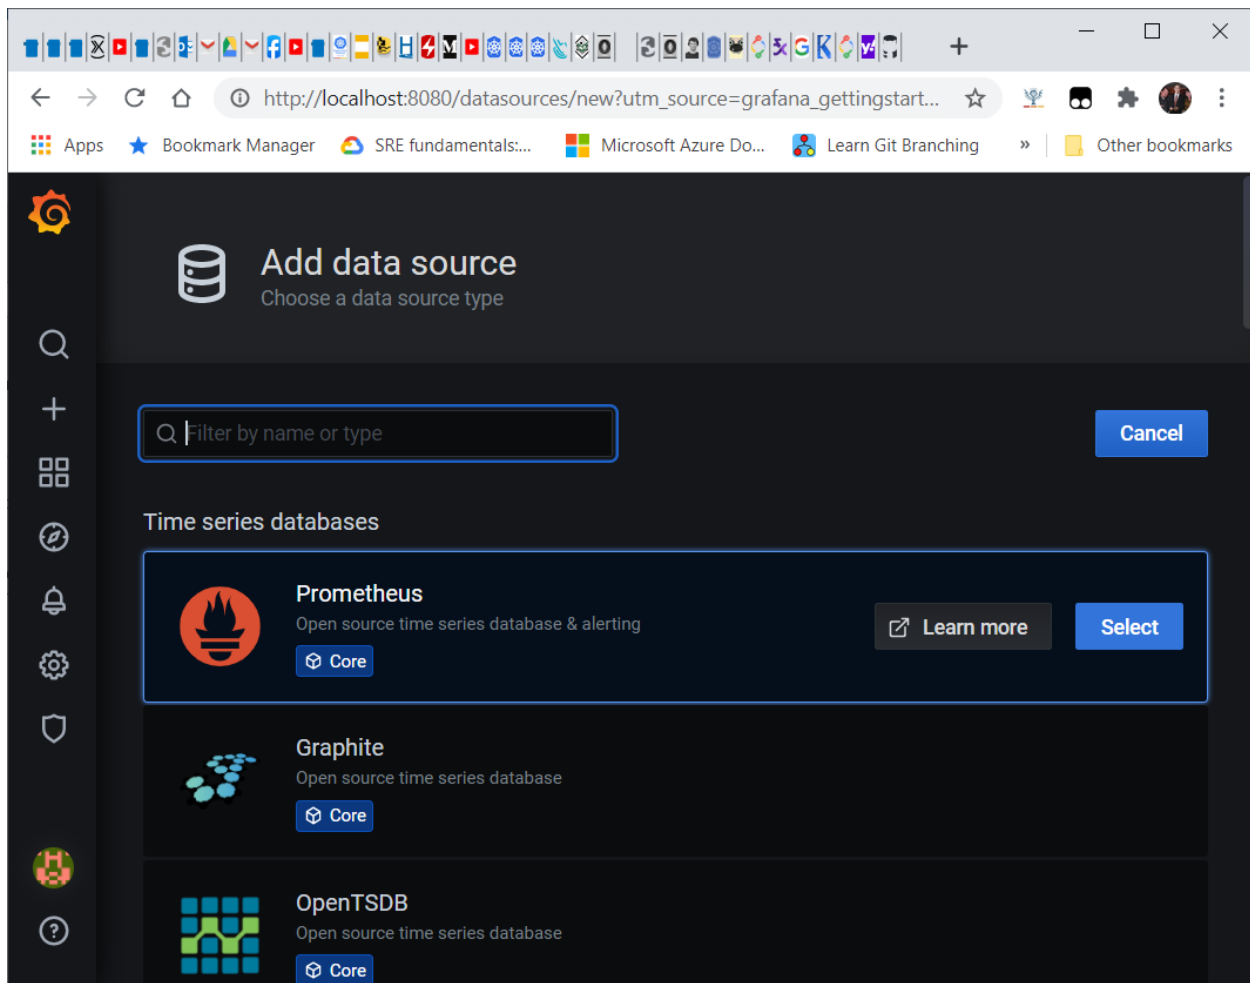 http://localhost:8080/datasources/new?utm_source=grafana_gettingstart...
Apps Bookmark Manager SRE fundamentals:... Microsoft Azure Do... Learn Git Branching » Other bookmarks
Add data source
Choose a data source type
Filter by name or type
Cancel
Time series databases
Prometheus
Open source time series database & alerting
Core
Learn more
Select
Graphite
Open source time series database
Core
OpenTSDB
Open source time series database
Core